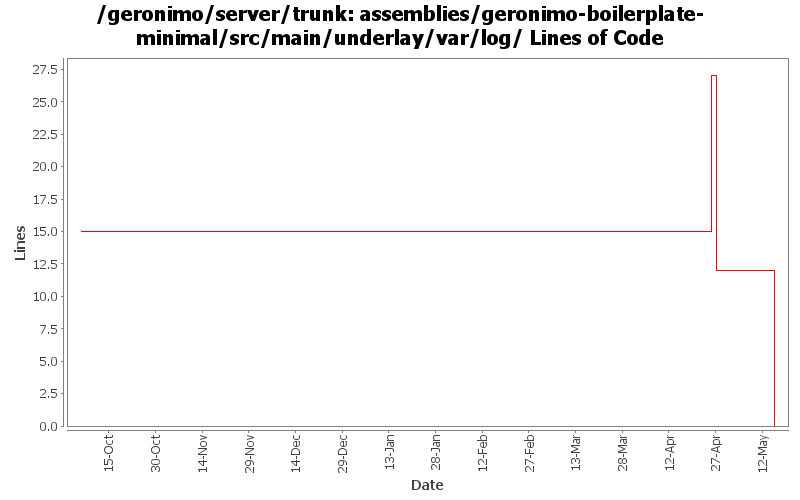 /geronimo/server/trunk: assemblies/geronimo-boilerplate-
minimal/src/main/underlay/var/log/ Lines of Code
27.5
25.0
22.5
20.0
17.5
15.0
12.5
10.0
7.5
5.0
2.5
0.0
Lines
15-Oct
30-Oct
14-Nov
29-Nov
14-Dec
29-Dec
13-Jan
28-Jan
12-Feb
27-Feb
13-Mar
28-Mar
12-Apr
27-Apr
12-May
Date